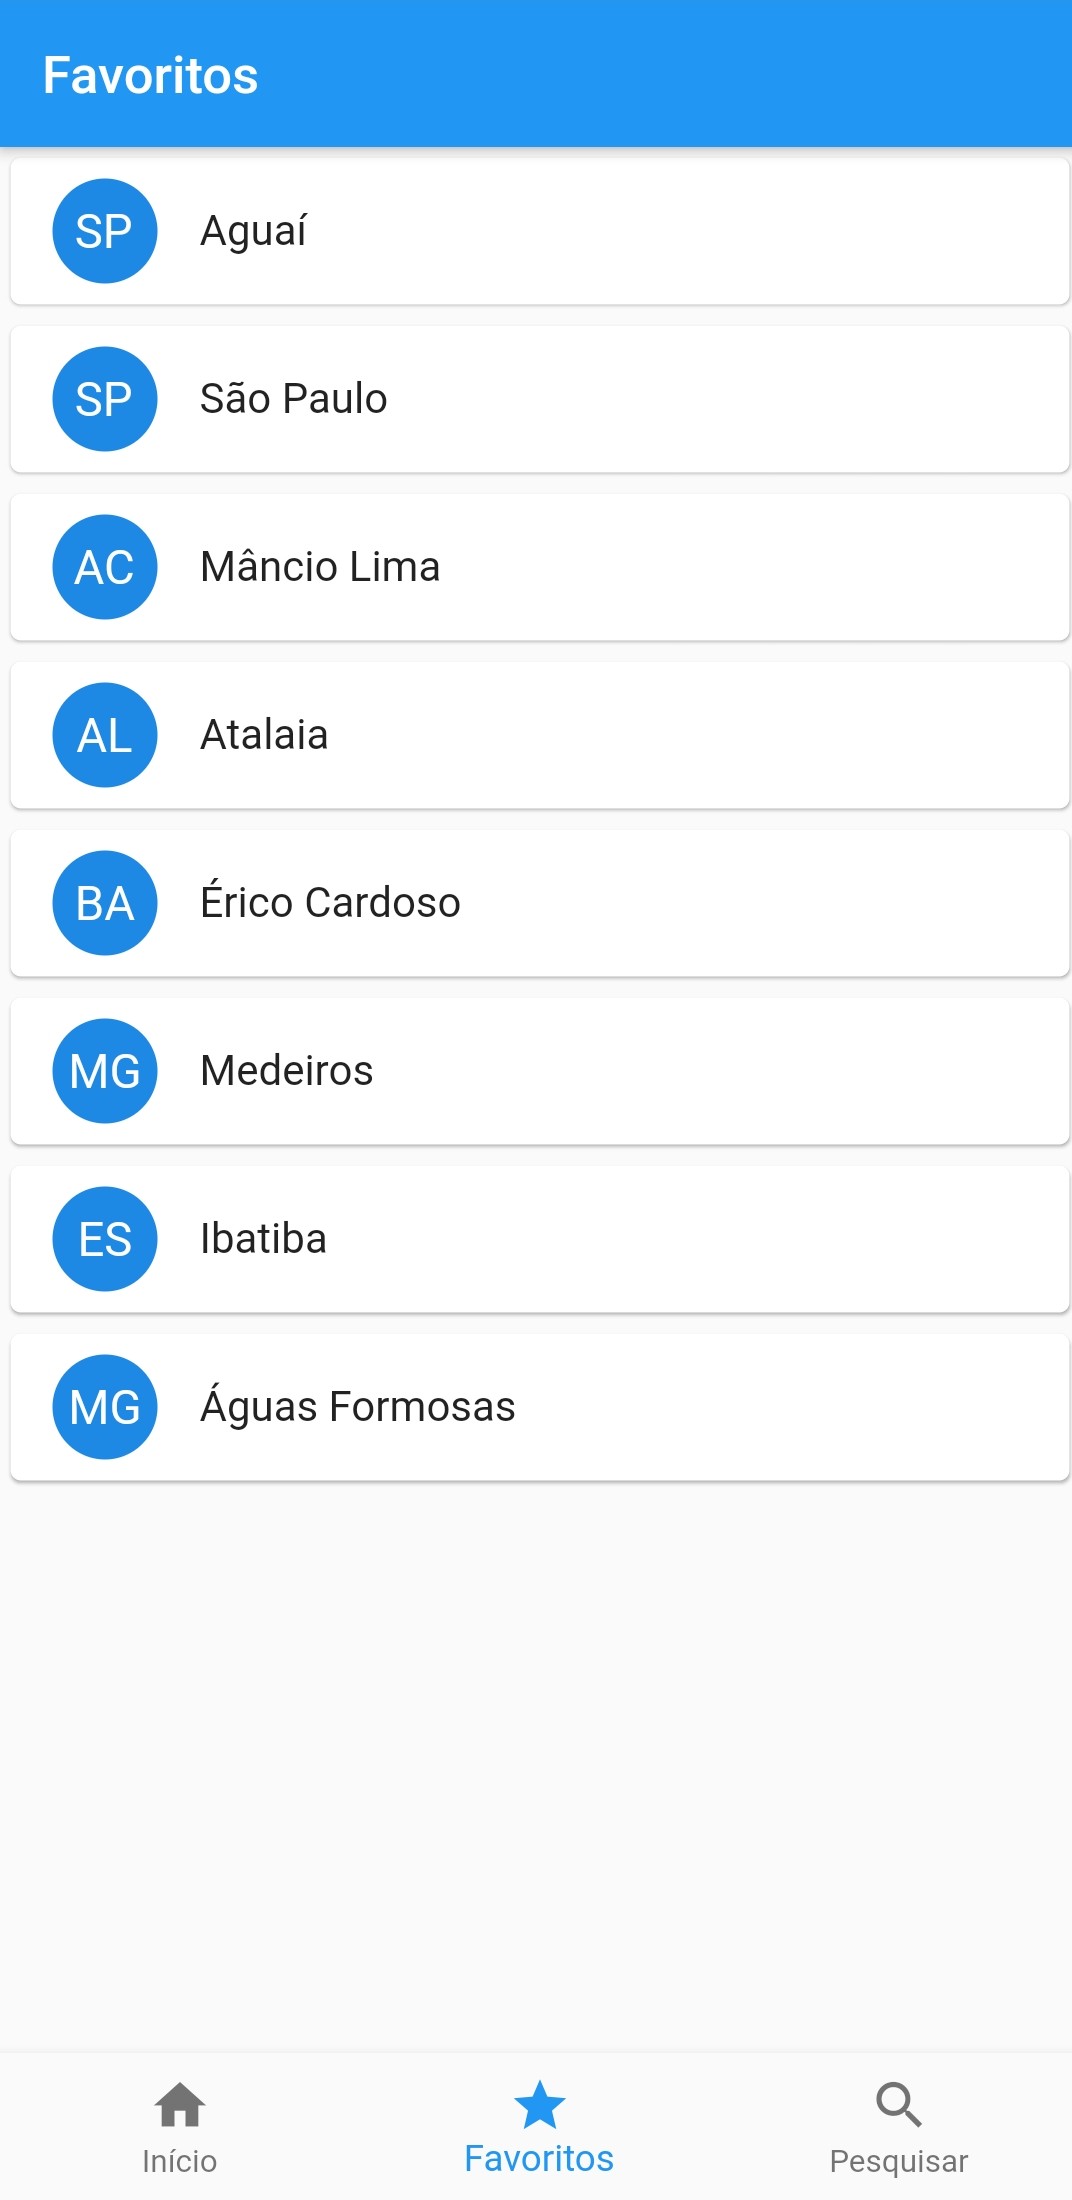 Favoritos
SP Aguaí
SP São Paulo
AC Mâncio Lima
AL Atalaia
BA Érico Cardoso
MG Medeiros
ES Ibatiba
MG Águas Formosas
Início Favoritos Pesquisar